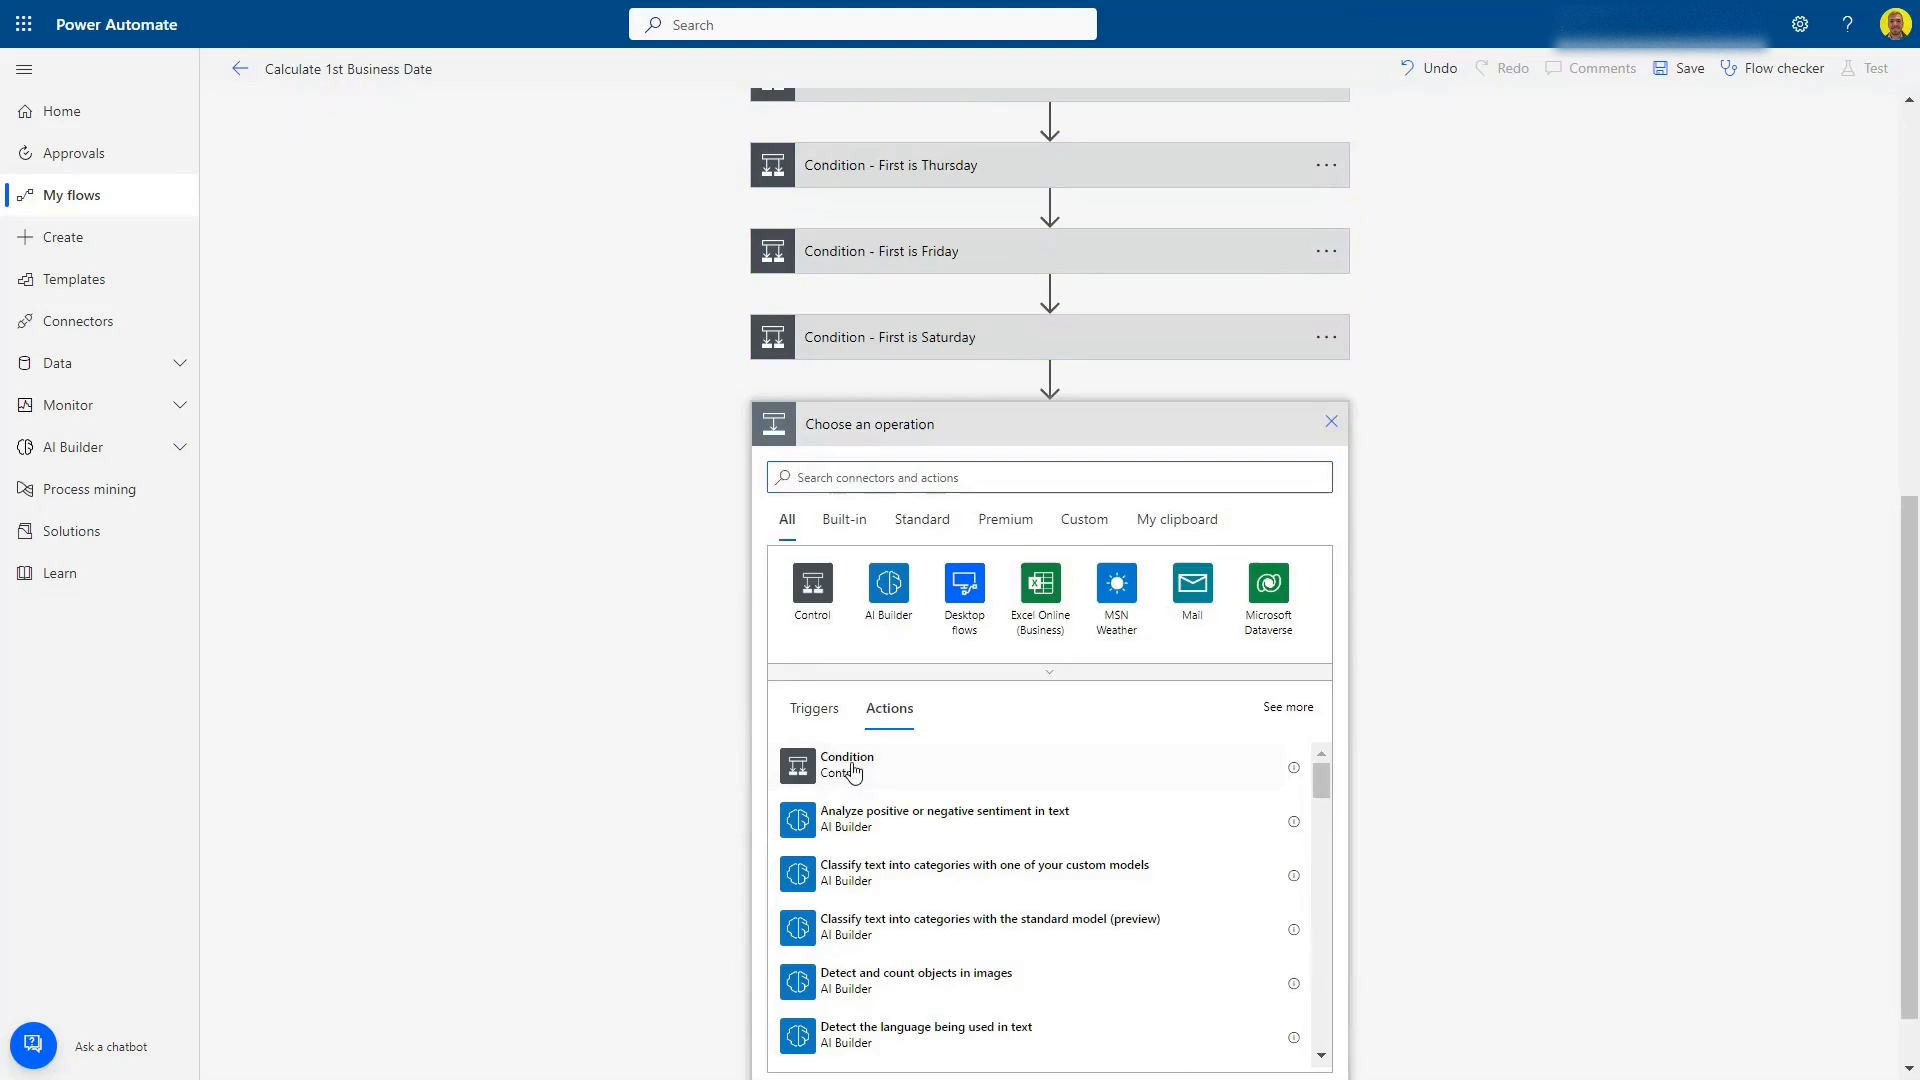 Power Automate
Search
Calculate 1st Business Date
Undo
Redo
Comments
Save
Flow checker
Test
Home
Approvals
My flows
Create
Templates
Connectors
Data
Monitor
AI Builder
Process mining
Solutions
Learn
Ask a chatbot
Condition - First is Thursday
Condition - First is Friday
Condition - First is Saturday
Choose an operation
Search connectors and actions
All
Built-in
Standard
Premium
Custom
My clipboard
Control
AI Builder
Desktop
flows
Excel Online
(Business)
MSN
Weather
Mail
Microsoft
Dataverse
Triggers
Actions
See more
Condition
Analyze positive or negative sentiment in text
AI Builder
Classify text into categories with one of your custom models
AI Builder
Classify text into categories with the standard model (preview)
AI Builder
Detect and count objects in images
AI Builder
Detect the language being used in text
AI Builder